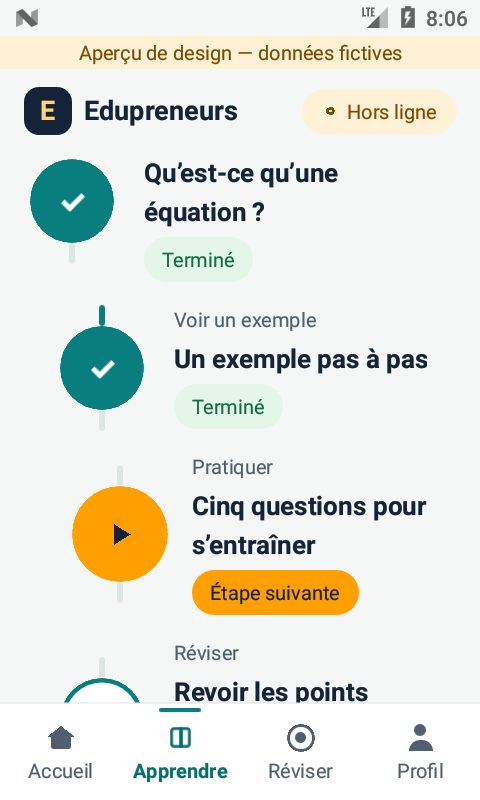 LTE 8:06
Aperçu de design — données fictives
E Edupreneurs Hors ligne
Qu’est-ce qu’une
équation ?
Terminé
Voir un exemple
Un exemple pas à pas
Terminé
Pratiquer
Cinq questions pour
s’entraîner
Étape suivante
Réviser
Revoir les points
Accueil Apprendre Réviser Profil